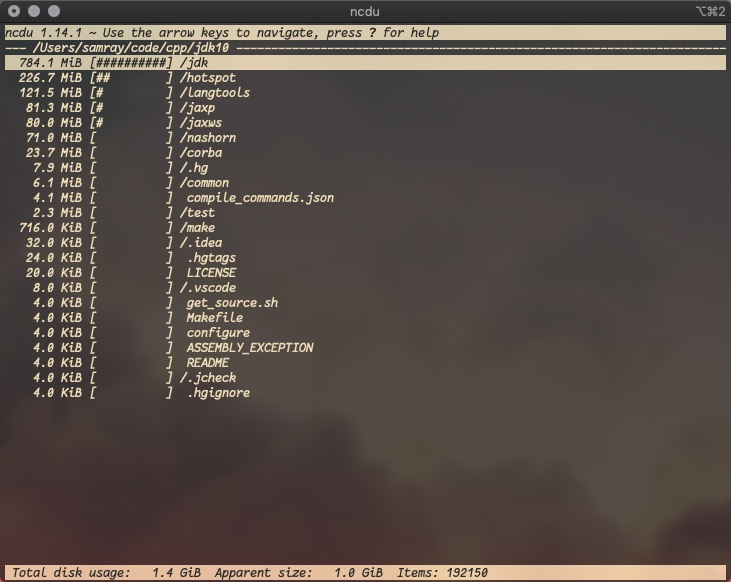 ncdu
⌥⌘2
ncdu 1.14.1 ~ Use the arrow keys to navigate, press ? for help
--- /Users/samray/code/cpp/jdk10 ----------------------------------------------------------------------
784.1 MiB [##########] /jdk
226.7 MiB [##        ] /hotspot
121.5 MiB [#         ] /langtools
81.3 MiB [#         ] /jaxp
80.0 MiB [#         ] /jaxws
71.0 MiB [          ] /nashorn
23.7 MiB [          ] /corba
7.9 MiB [          ] /.hg
6.1 MiB [          ] /common
4.1 MiB [          ]  compile_commands.json
2.3 MiB [          ] /test
716.0 KiB [          ] /make
32.0 KiB [          ] /.idea
24.0 KiB [          ]  .hgtags
20.0 KiB [          ]  LICENSE
8.0 KiB [          ] /.vscode
4.0 KiB [          ]  get_source.sh
4.0 KiB [          ]  Makefile
4.0 KiB [          ]  configure
4.0 KiB [          ]  ASSEMBLY_EXCEPTION
4.0 KiB [          ]  README
4.0 KiB [          ] /.jcheck
4.0 KiB [          ]  .hgignore
Total disk usage:   1.4 GiB  Apparent size:   1.0 GiB  Items: 192150